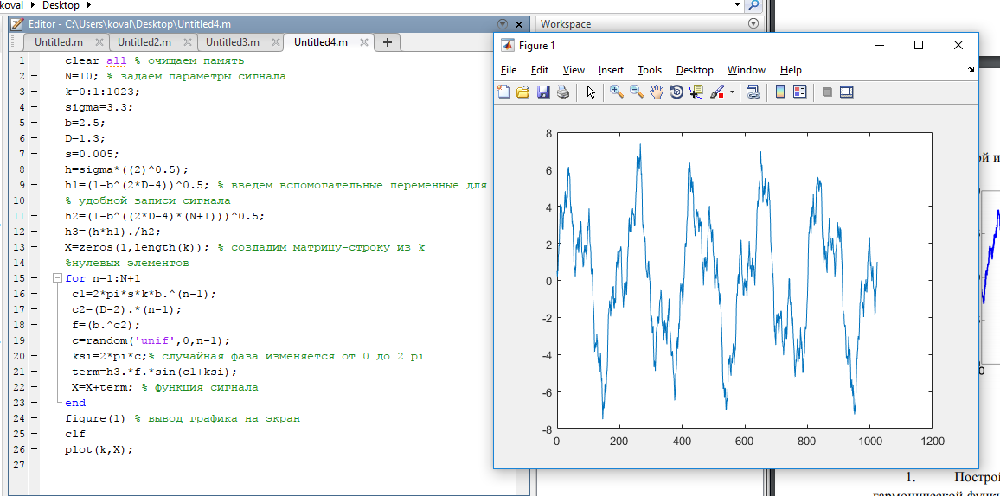 koval
Desktop
Editor - C:\Users\koval\Desktop\Untitled4.m
Untitled.m
Untitled2.m
Untitled3.m
Untitled4.m
+
1 – clear all % очищаем память
2 – N=10; % задаем параметры сигнала
3 – k=0:1:1023;
4 – sigma=3.3;
5 – b=2.5;
6 – D=1.3;
7 – s=0.005;
8 – h=sigma*((2)^0.5);
9 – h1=(1-b^(2*D-4))^0.5; % введем вспомогательные переменные для
10 % удобной записи сигнала
11 – h2=(1-b^((2*D-4)*(N+1)))^0.5;
12 – h3=(h*h1)./h2;
13 – X=zeros(1,length(k)); % создадим матрицу-строку из k
14 %нулевых элементов
15 – for n=1:N+1
16 – c1=2*pi*s*k*b.^(n-1);
17 – c2=(D-2).*(n-1);
18 – f=(b.^c2);
19 – c=random('unif',0,n-1);
20 – ksi=2*pi*c;% случайная фаза изменяется от 0 до 2 pi
21 – term=h3.*f.*sin(c1+ksi);
22 – X=X+term; % функция сигнала
23 – end
24 – figure(1) % вывод графика на экран
25 – clf
26 – plot(k,X);
27
Workspace
Figure 1
File Edit View Insert Tools Desktop Window Help
8
6
4
2
0
-2
-4
-6
-8
0 200 400 600 800 1000 1200
0
1.